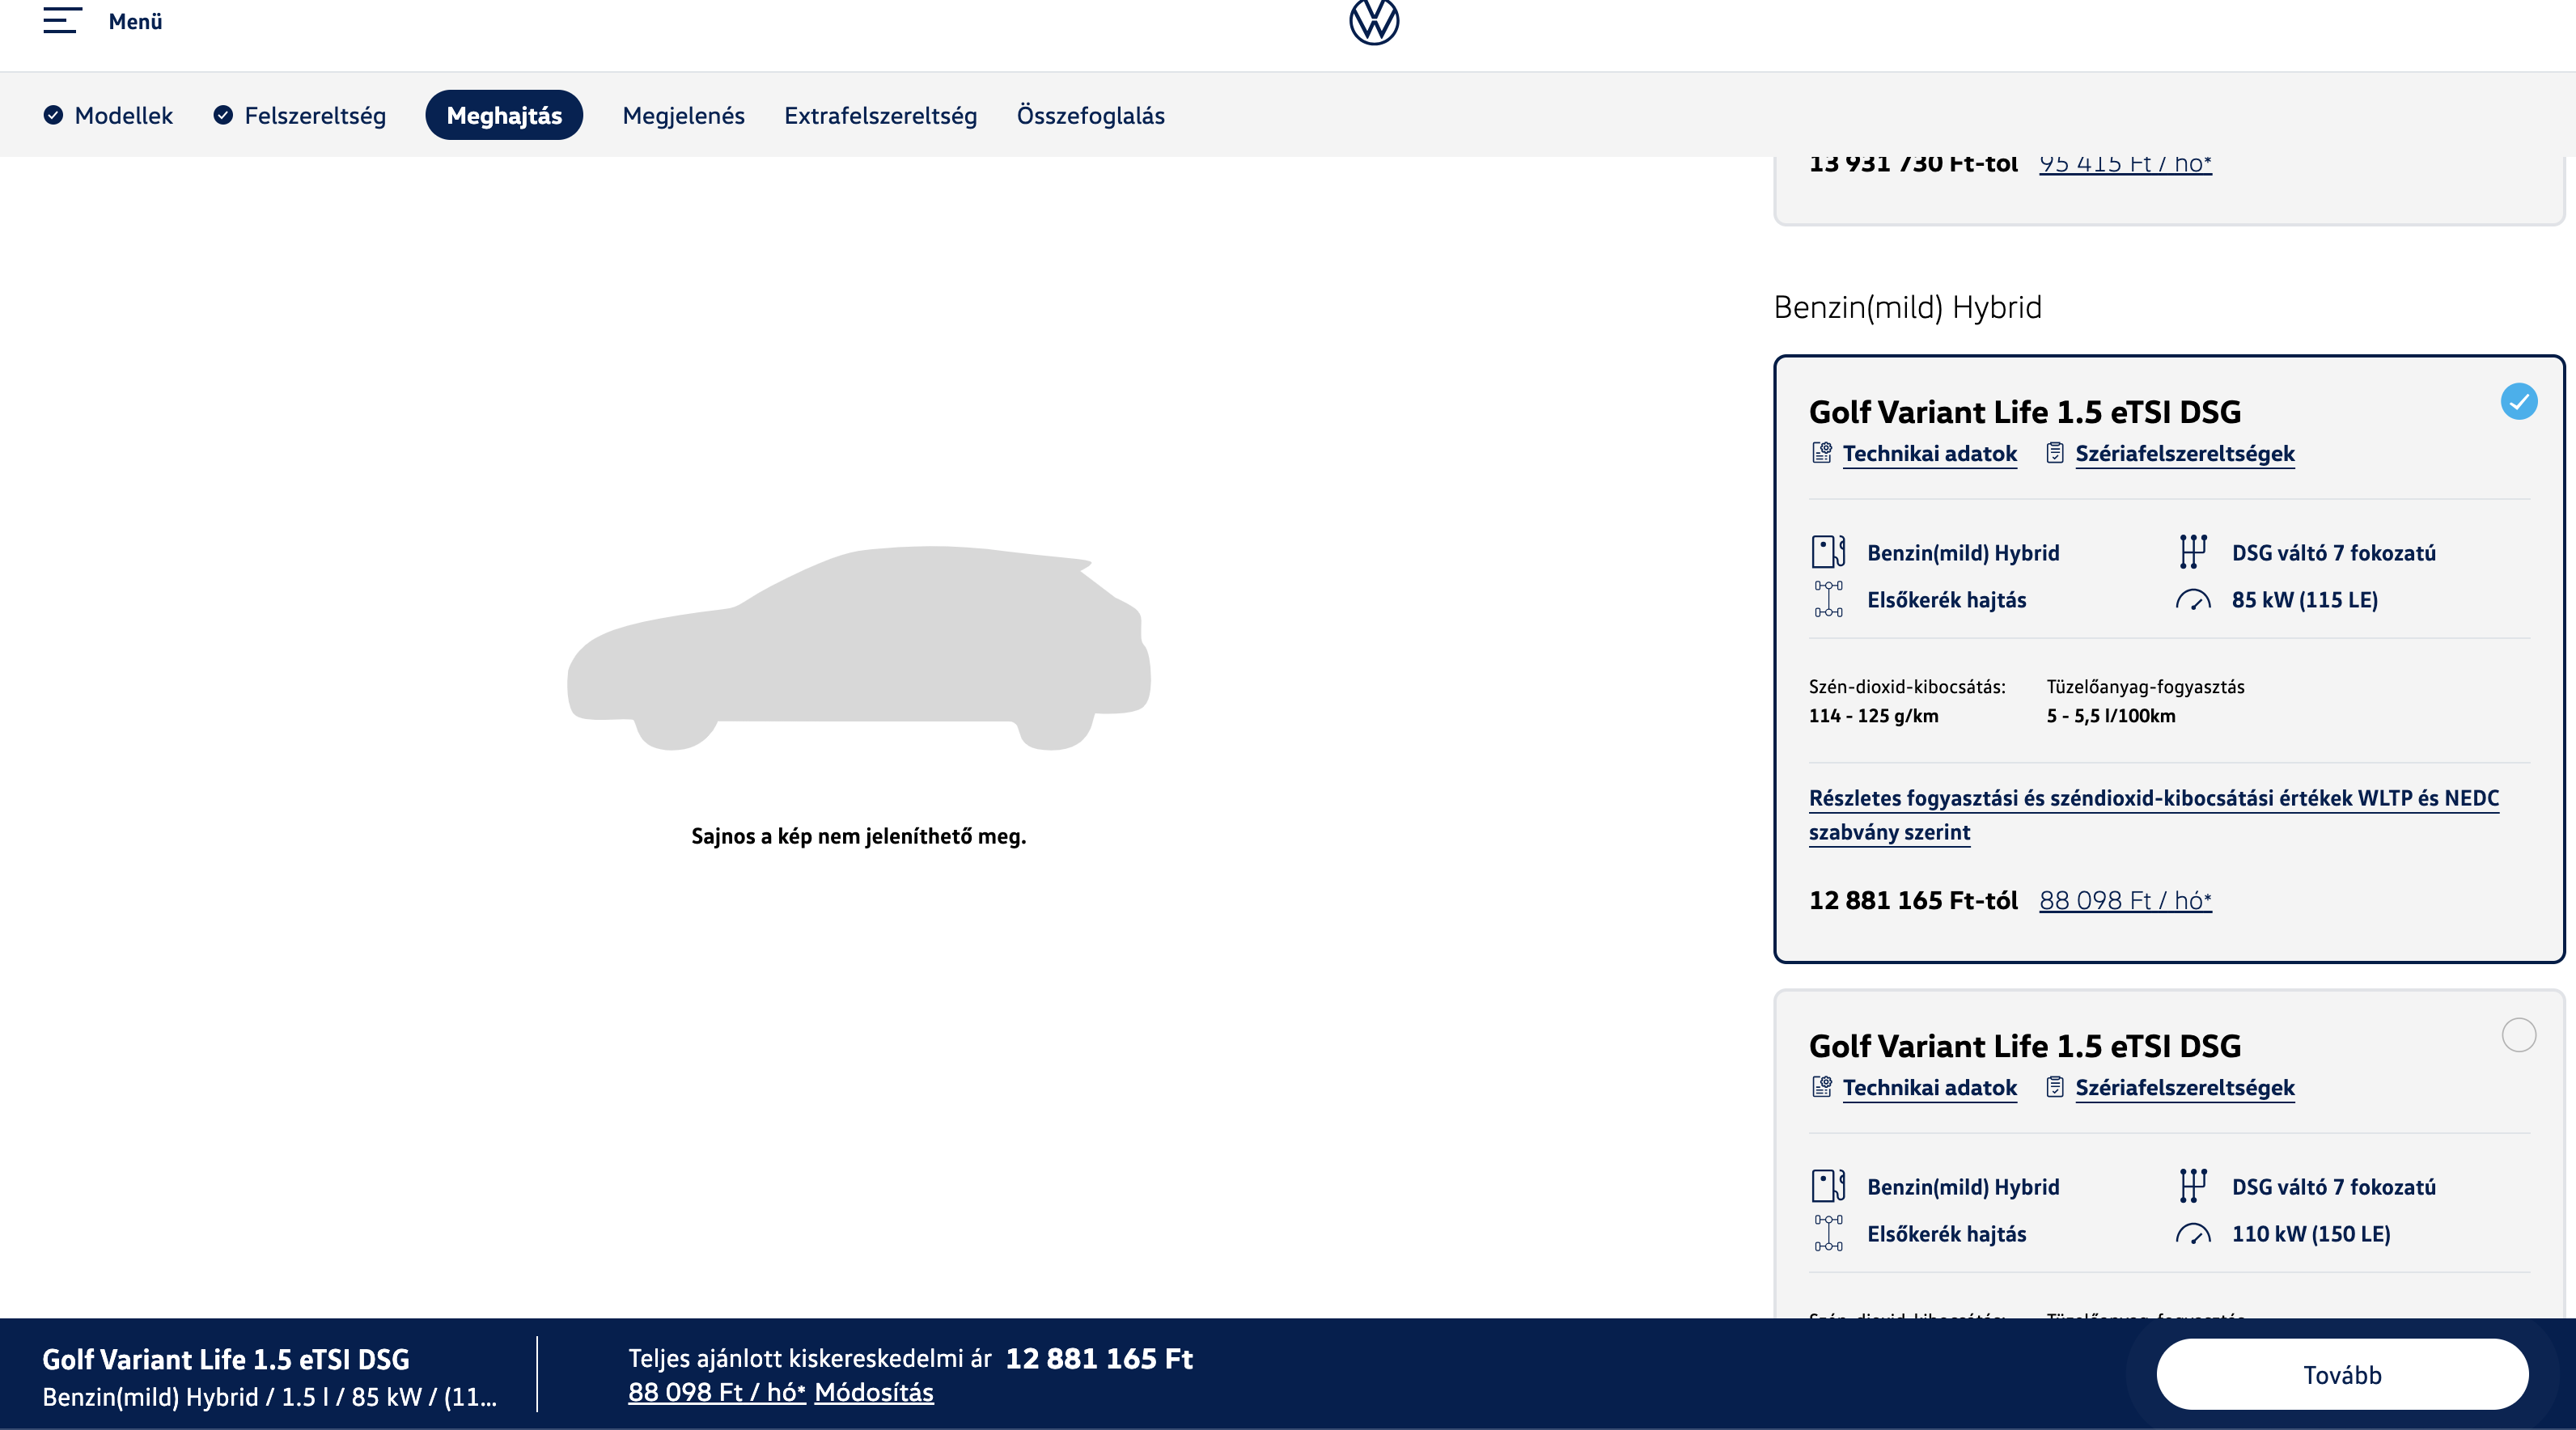 Menü
Modellek
Felszereltség
Meghajtás
Megjelenés
Extrafelszereltség
Összefoglalás
13 931 730 Ft-tól 95 415 Ft / hó*
Benzin(mild) Hybrid
Golf Variant Life 1.5 eTSI DSG
Technikai adatok Szériafelszereltségek
Benzin(mild) Hybrid DSG váltó 7 fokozatú
Elsőkerék hajtás 85 kW (115 LE)
Szén-dioxid-kibocsátás: Tüzelőanyag-fogyasztás
114 - 125 g/km 5 - 5,5 l/100km
Részletes fogyasztási és széndioxid-kibocsátási értékek WLTP és NEDC
szabvány szerint
12 881 165 Ft-tól 88 098 Ft / hó*
Sajnos a kép nem jeleníthető meg.
Golf Variant Life 1.5 eTSI DSG
Technikai adatok Szériafelszereltségek
Benzin(mild) Hybrid DSG váltó 7 fokozatú
Elsőkerék hajtás 110 kW (150 LE)
Szén-dioxid-kibocsátás: Tüzelőanyag-fogyasztás
Golf Variant Life 1.5 eTSI DSG
Benzin(mild) Hybrid / 1.5 l / 85 kW / (11...
Teljes ajánlott kiskereskedelmi ár 12 881 165 Ft
88 098 Ft / hó* Módosítás
Tovább